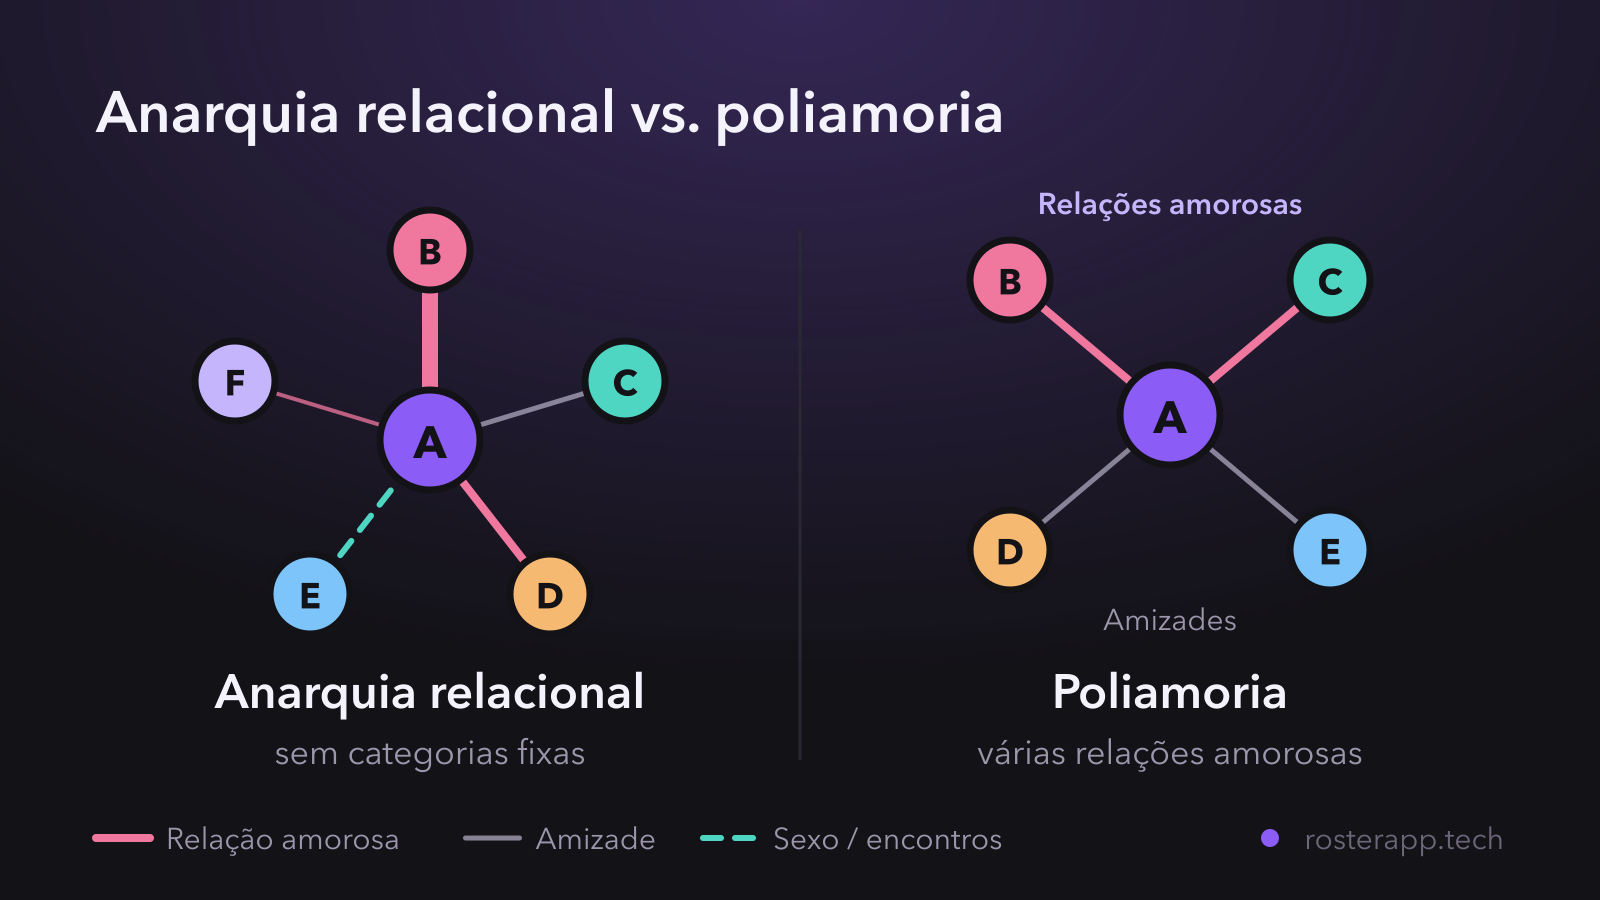 Anarquia relacional vs. poliamoria
B
F
C
A
E
D
Anarquia relacional
sem categorias fixas
Relações amorosas
B
C
A
D
E
Amizades
Poliamoria
várias relações amorosas
Relação amorosa
Amizade
Sexo / encontros
rosterapp.tech